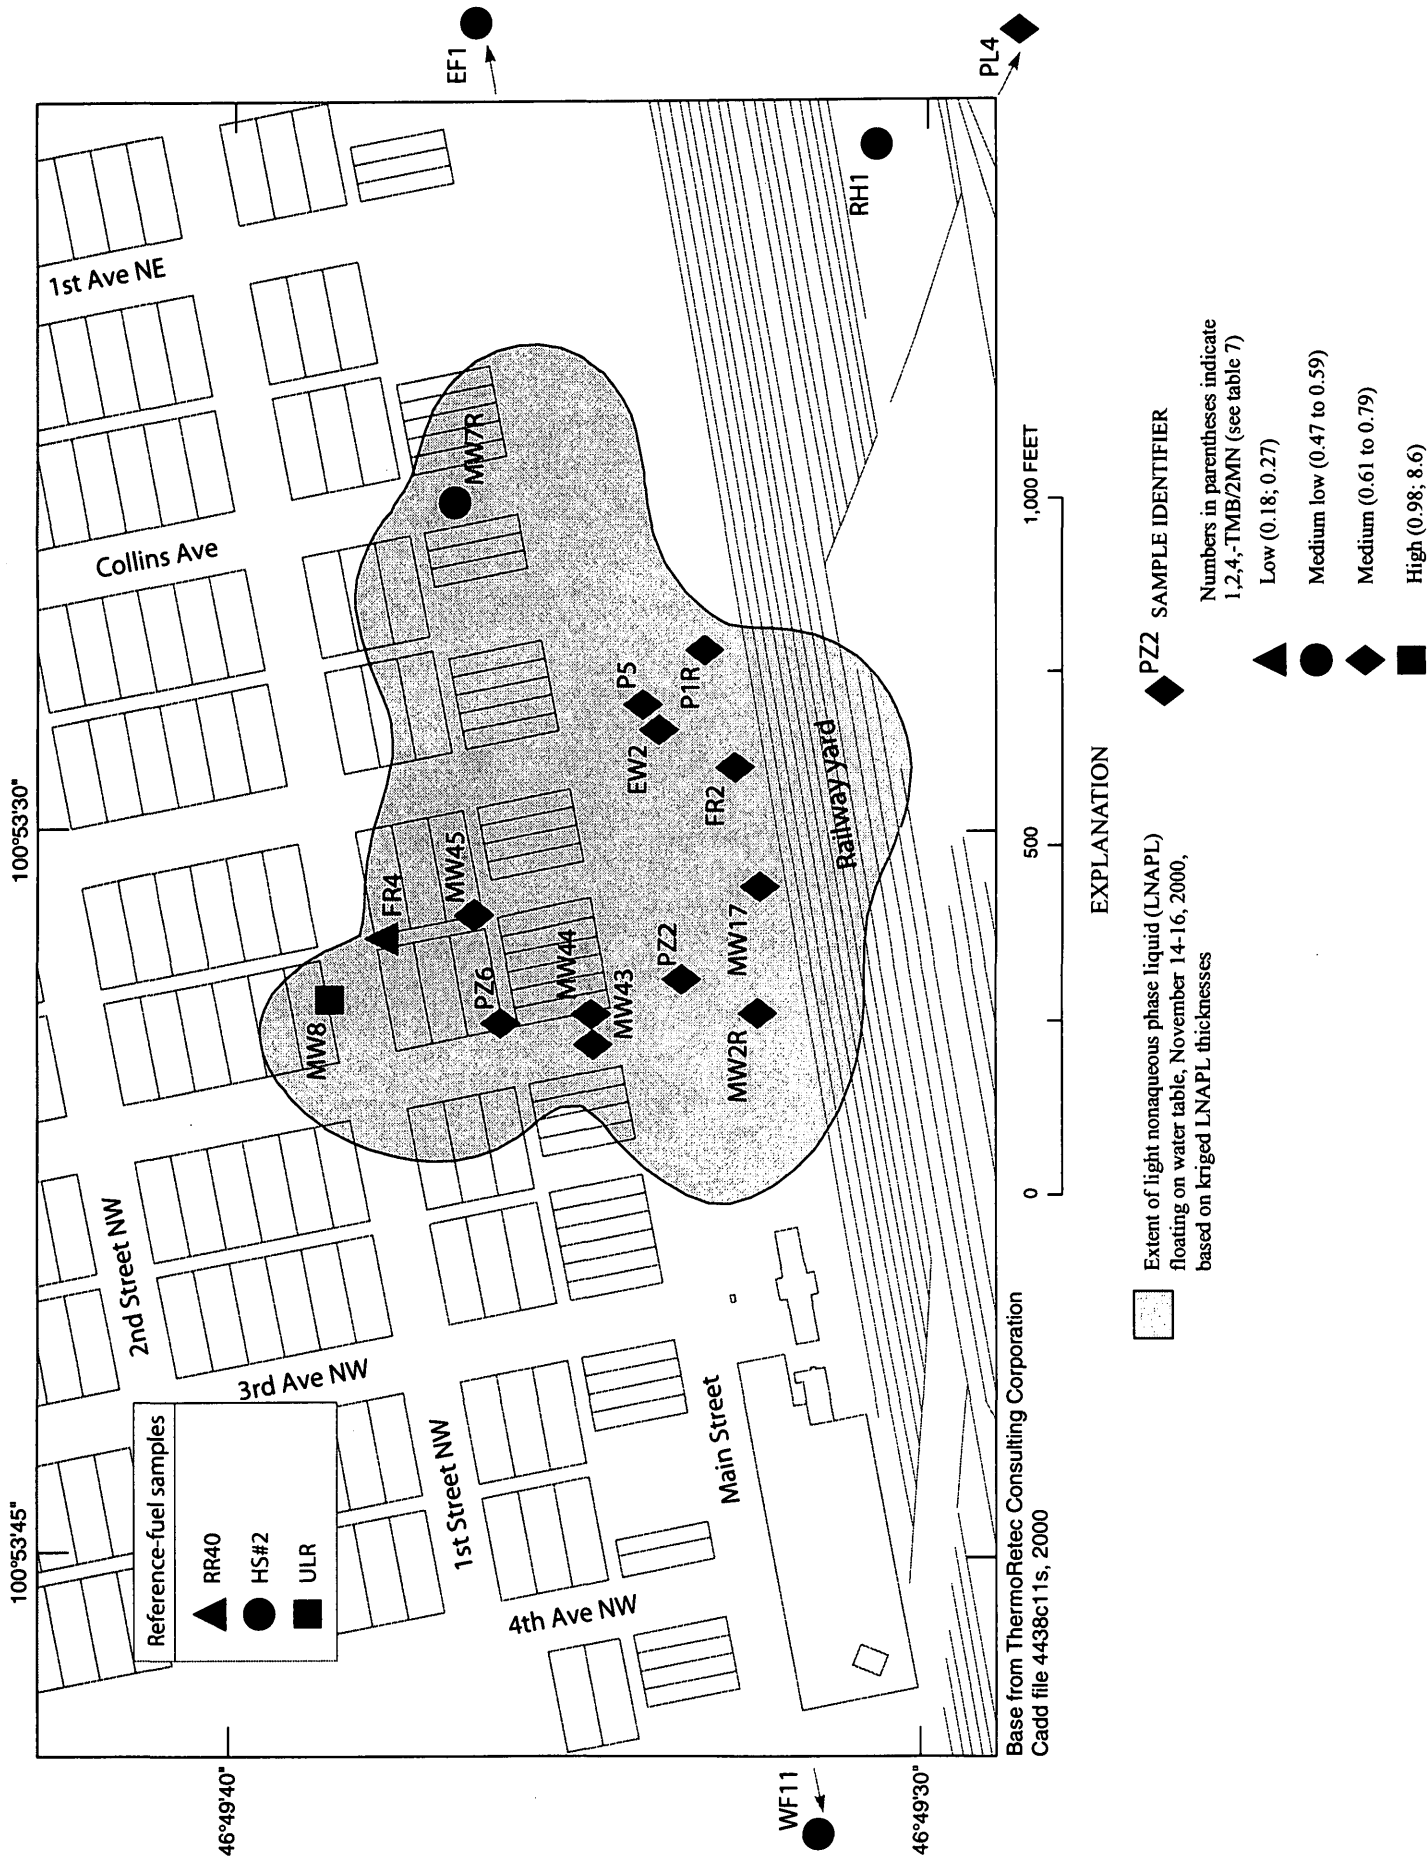 100°53'45"
100°53'30"
46°49'40"
46°49'30"
Reference-fuel samples
RR40
HS#2
ULR
2nd Street NW
3rd Ave NW
1st Street NW
4th Ave NW
Main Street
Collins Ave
1st Ave NE
Railway yard
MW8
FR4
MW45
PZ6
MW44
MW43
PZ2
MW17
MW2R
FR2
EW2
P5
P1R
MW7R
RH1
EF1
PL4
WF11
Base from ThermoRetec Consulting Corporation
Cadd file 4438c11s, 2000
0
500
1,000 FEET
EXPLANATION
Extent of light nonaqueous phase liquid (LNAPL)
floating on water table, November 14-16, 2000,
based on kriged LNAPL thicknesses
PZ2
SAMPLE IDENTIFIER
Numbers in parentheses indicate
1,2,4,-TMB/2MN (see table 7)
Low (0.18; 0.27)
Medium low (0.47 to 0.59)
Medium (0.61 to 0.79)
High (0.98; 8.6)